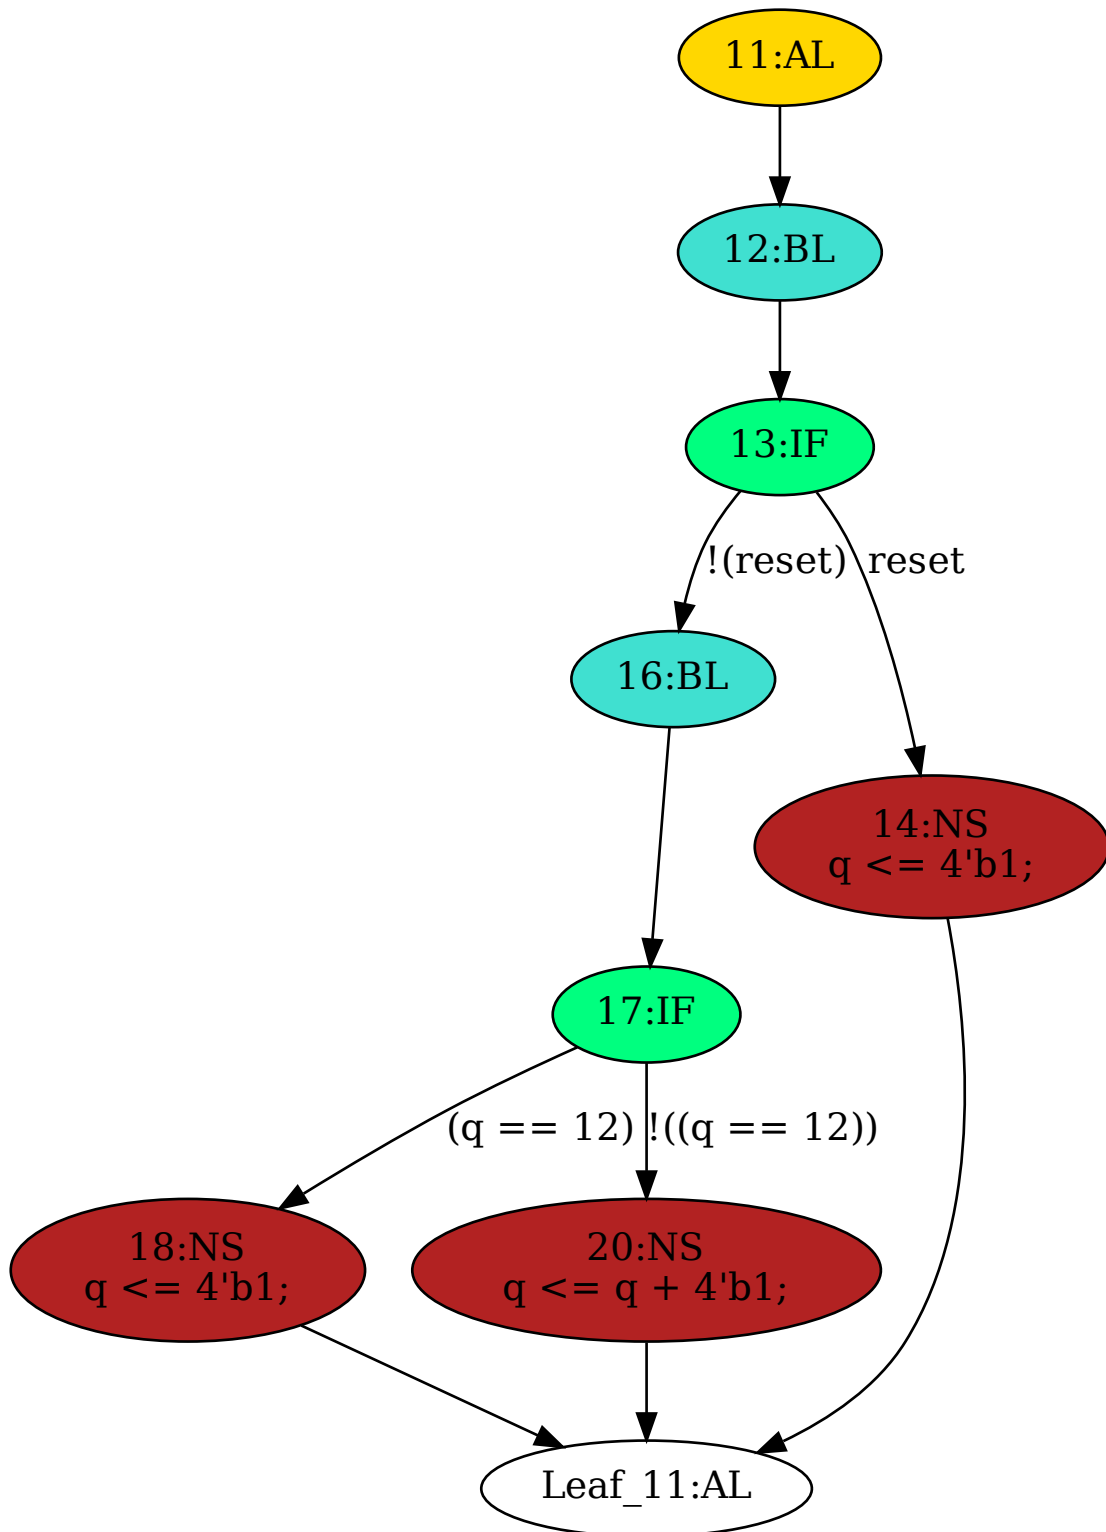 11:AL
12:BL
13:IF
!(reset)
reset
16:BL
14:NS
q <= 4'b1;
17:IF
(q == 12)
!((q == 12))
18:NS
q <= 4'b1;
20:NS
q <= q + 4'b1;
Leaf_11:AL